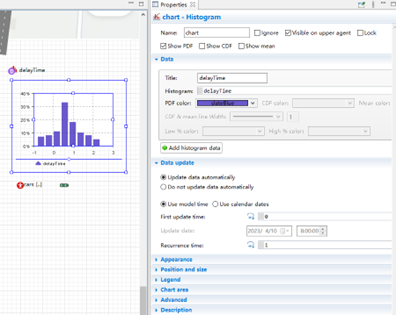 Properties
chart - Histogram
Name: chart Ignore Visible on upper agent Lock
Show PDF Show CDF Show mean
Data
Title: delayTime
Histogram: delayTime
PDF color: slateBlue CDF color: Mean color:
CDF & mean line Width: 1
Low % color: High % color:
Add histogram data
Data update
Update data automatically
Do not update data automatically
Use model time Use calendar dates
First update time: 0
Update date: 2023/ 4/10 8:00:00
Recurrence time: 1
Appearance
Position and size
Legend
Chart area
Advanced
Description
delayTime
40%
30%
20%
10%
0%
-1 0 1 2 3
delayTime
cars [..]